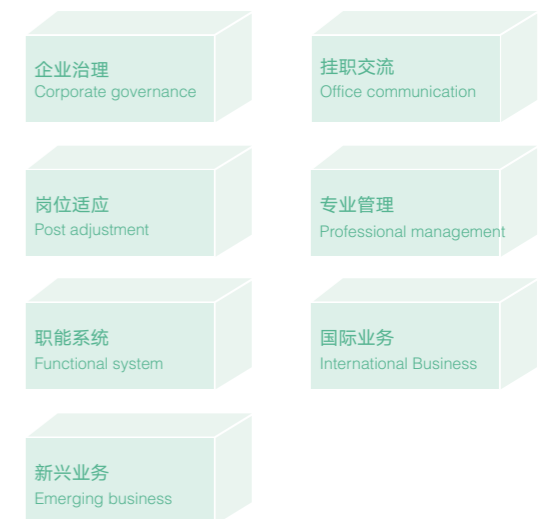 企业治理
Corporate governance
挂职交流
Office communication
岗位适应
Post adjustment
专业管理
Professional management
职能系统
Functional system
国际业务
International Business
新兴业务
Emerging business